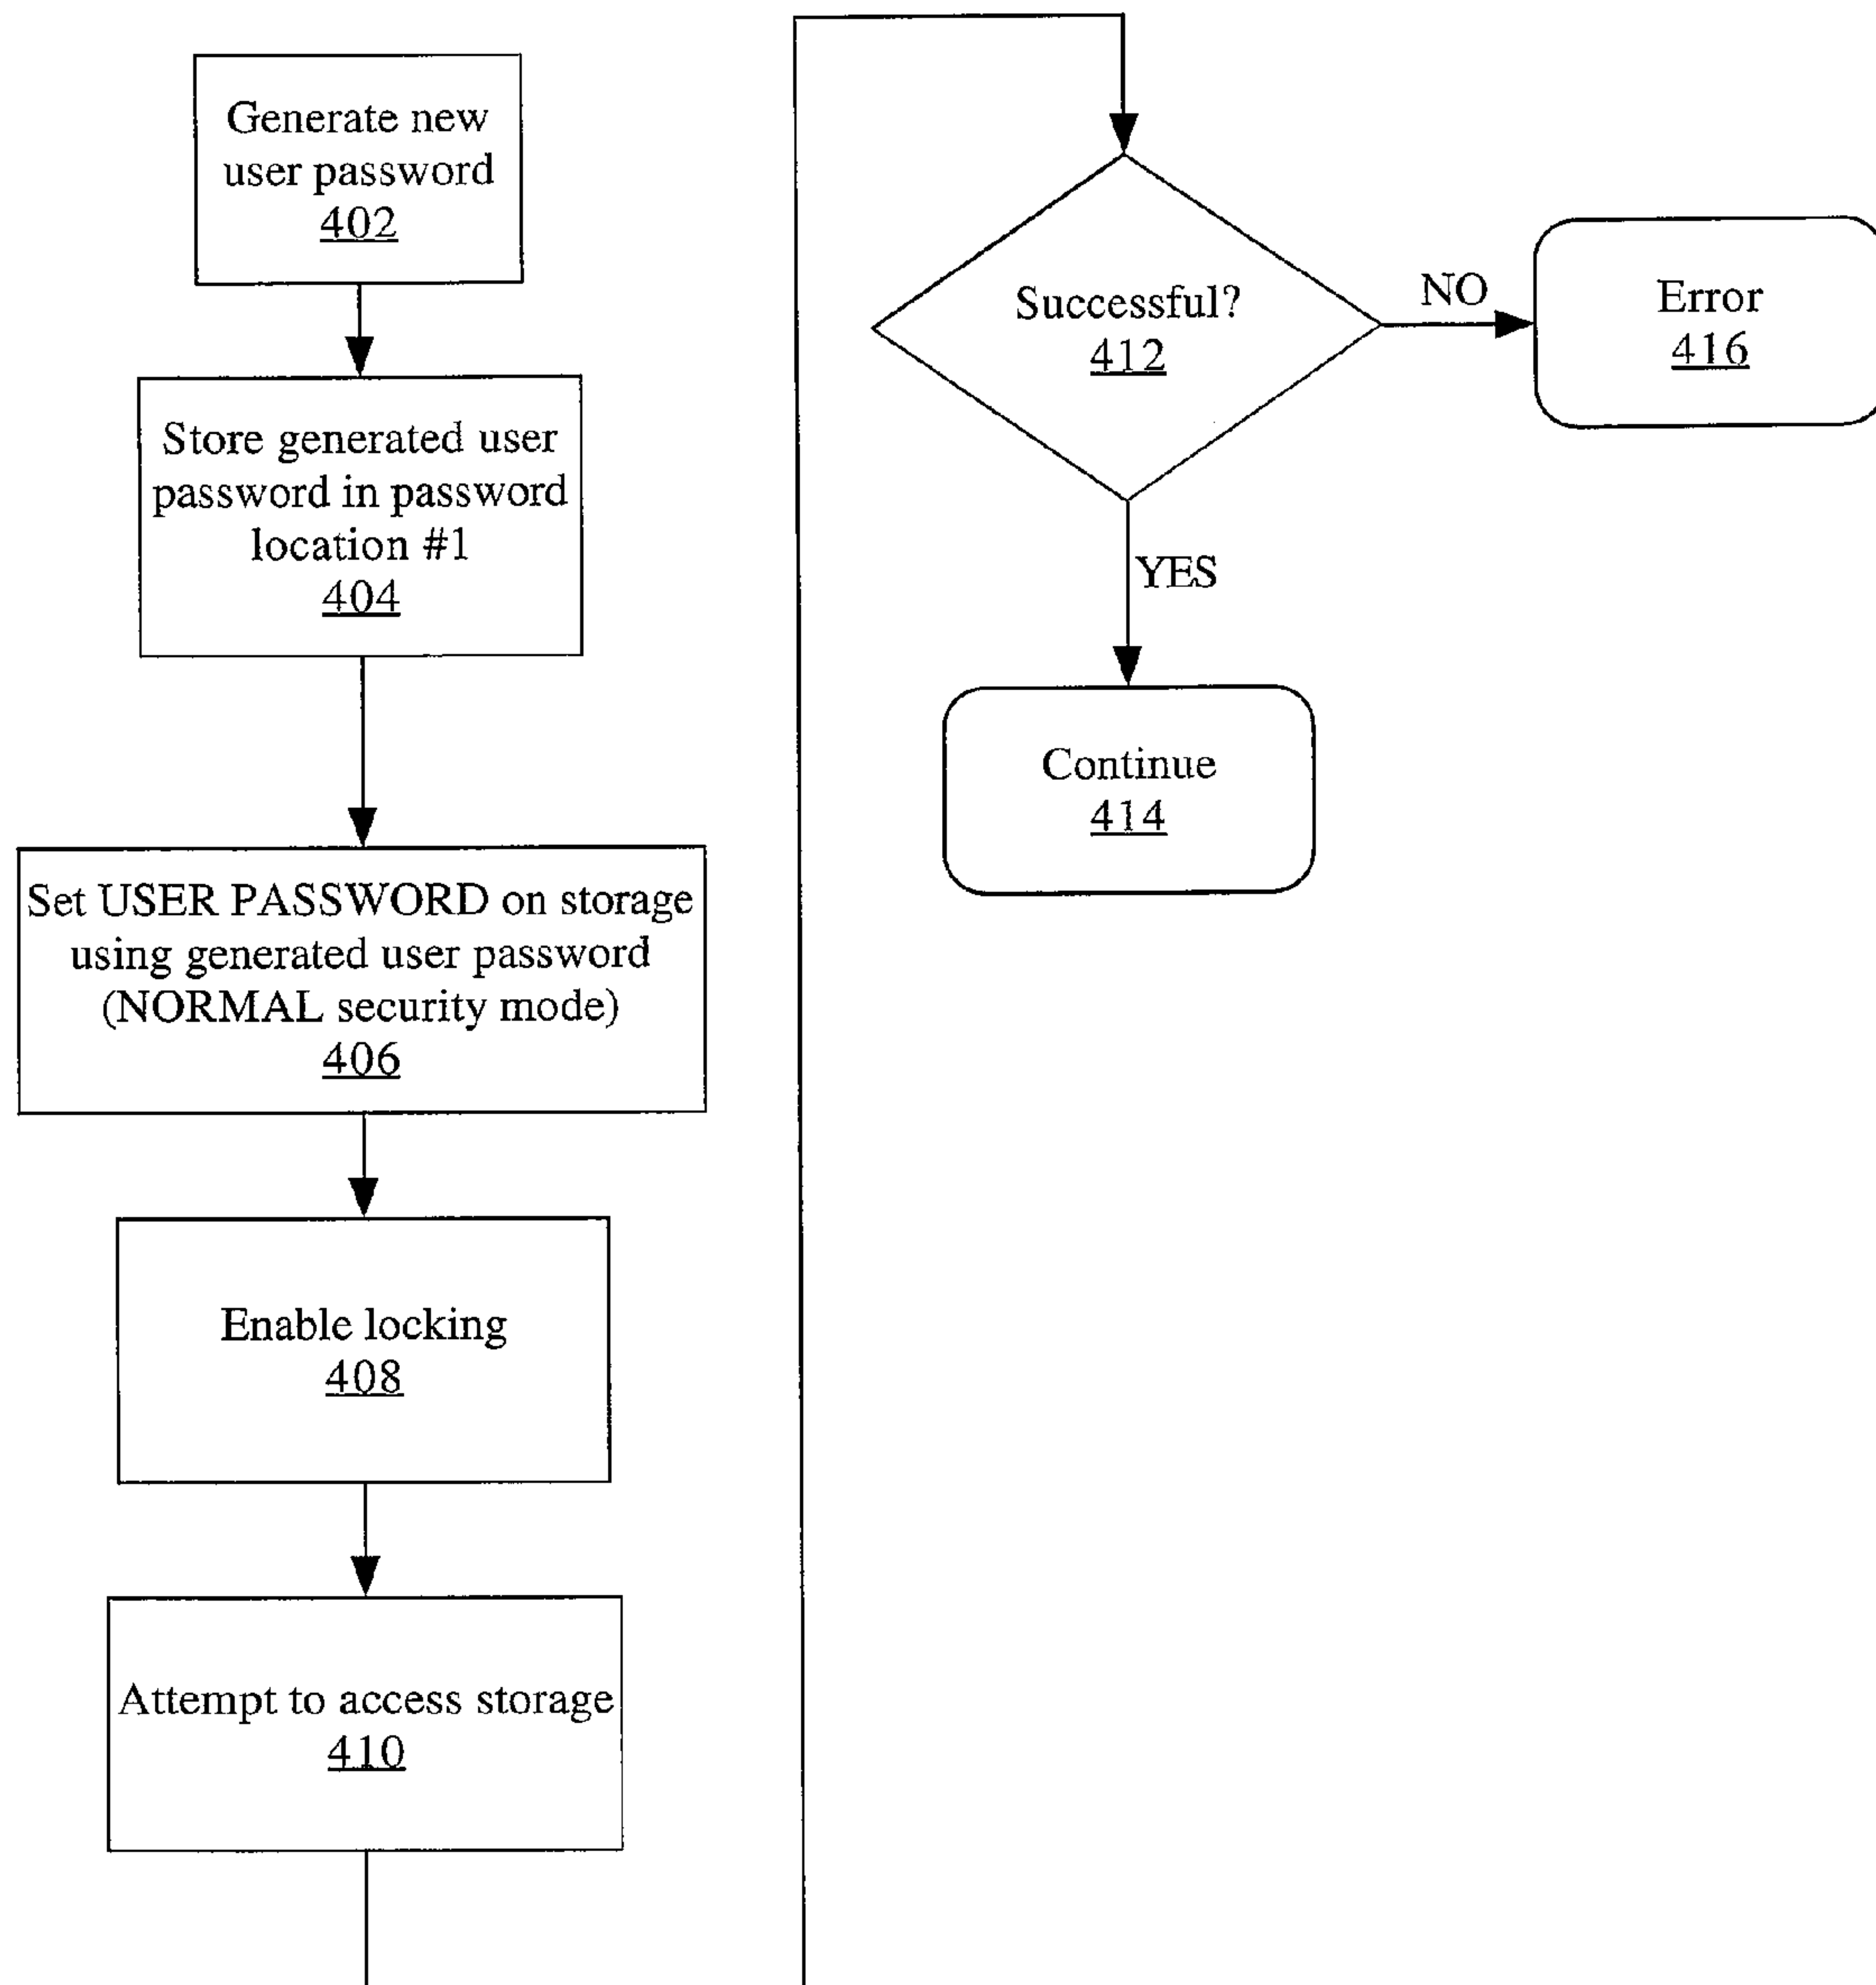 Generate new
user password
402
Store generated user
password in password
location #1
404
Set USER PASSWORD on storage
using generated user password
(NORMAL security mode)
406
Enable locking
408
Attempt to access storage
410
Successful?
412
NO
Error
416
YES
Continue
414